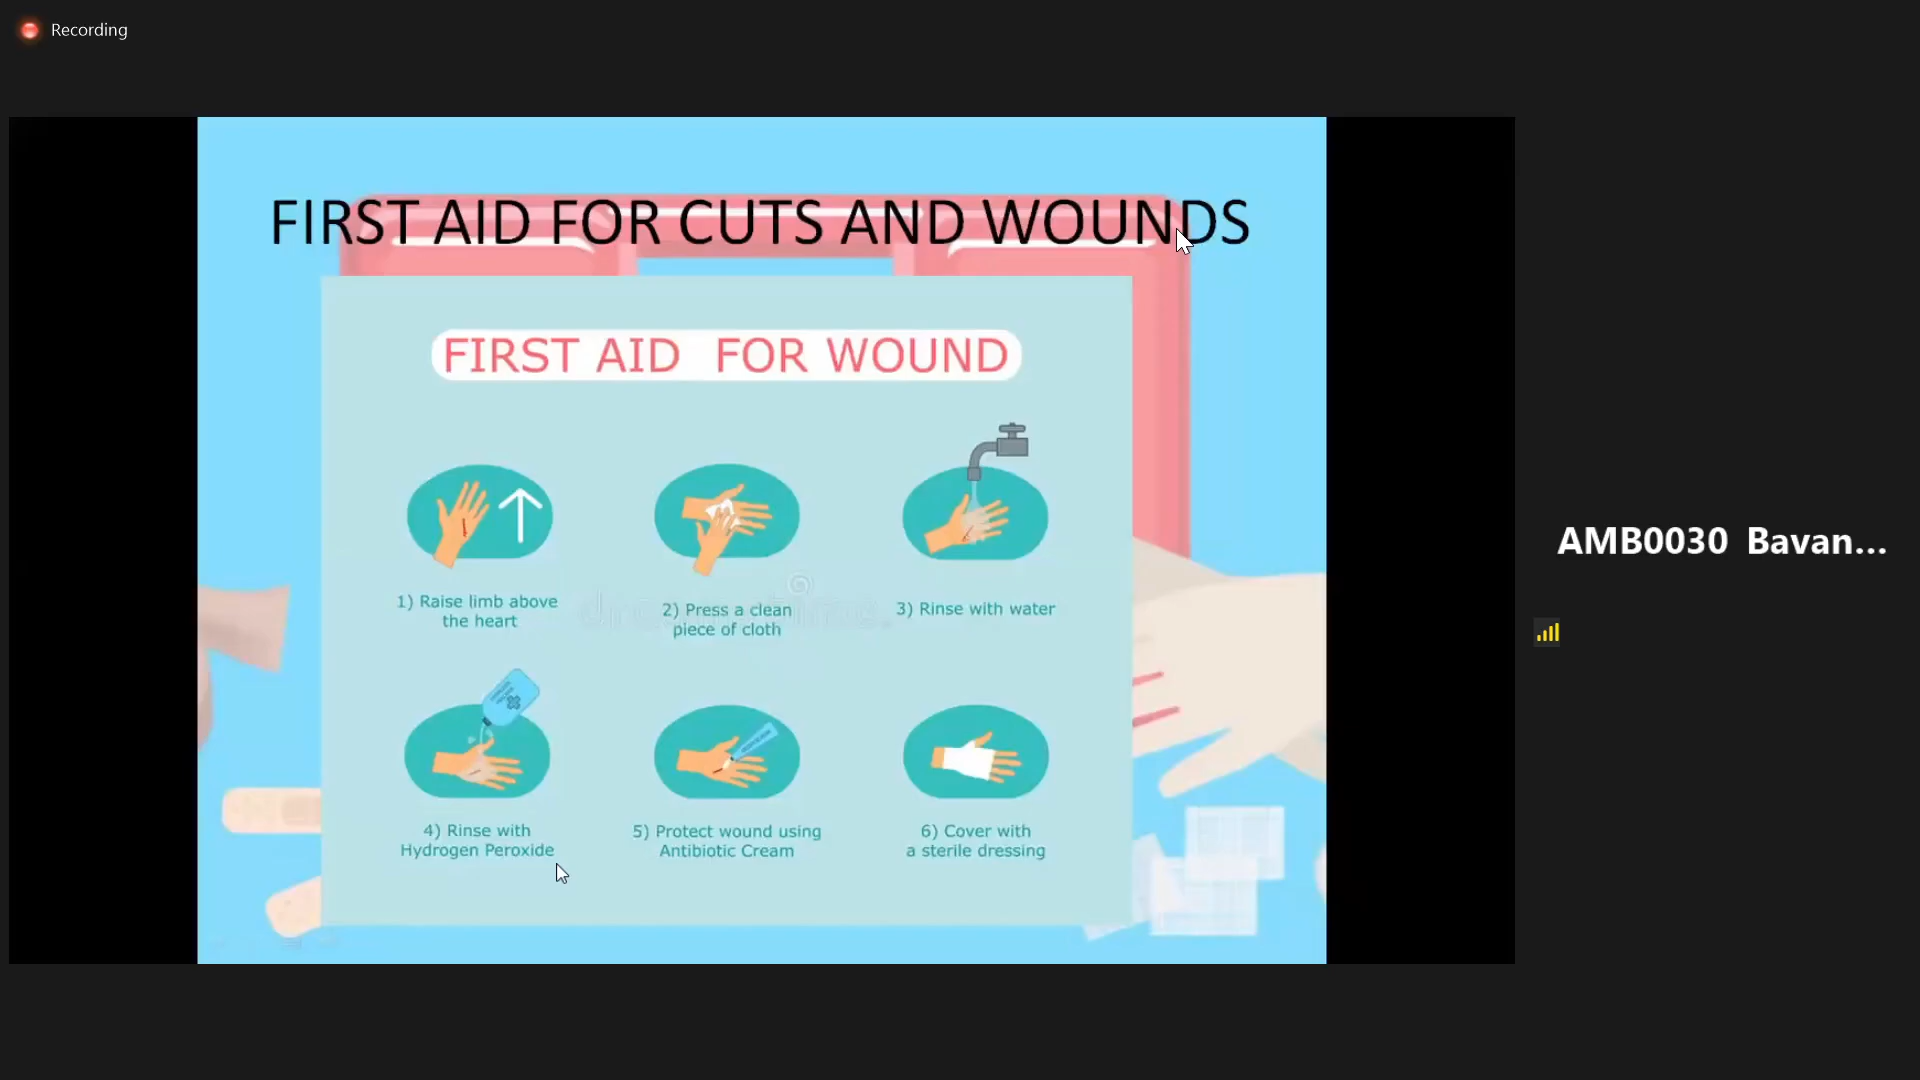 Recording
FIRST AID FOR CUTS AND WOUNDS
FIRST AID FOR WOUND
1) Raise limb above
the heart
2) Press a clean
piece of cloth
3) Rinse with water
4) Rinse with
Hydrogen Peroxide
5) Protect wound using
Antibiotic Cream
6) Cover with
a sterile dressing
AMB0030 Bavan...